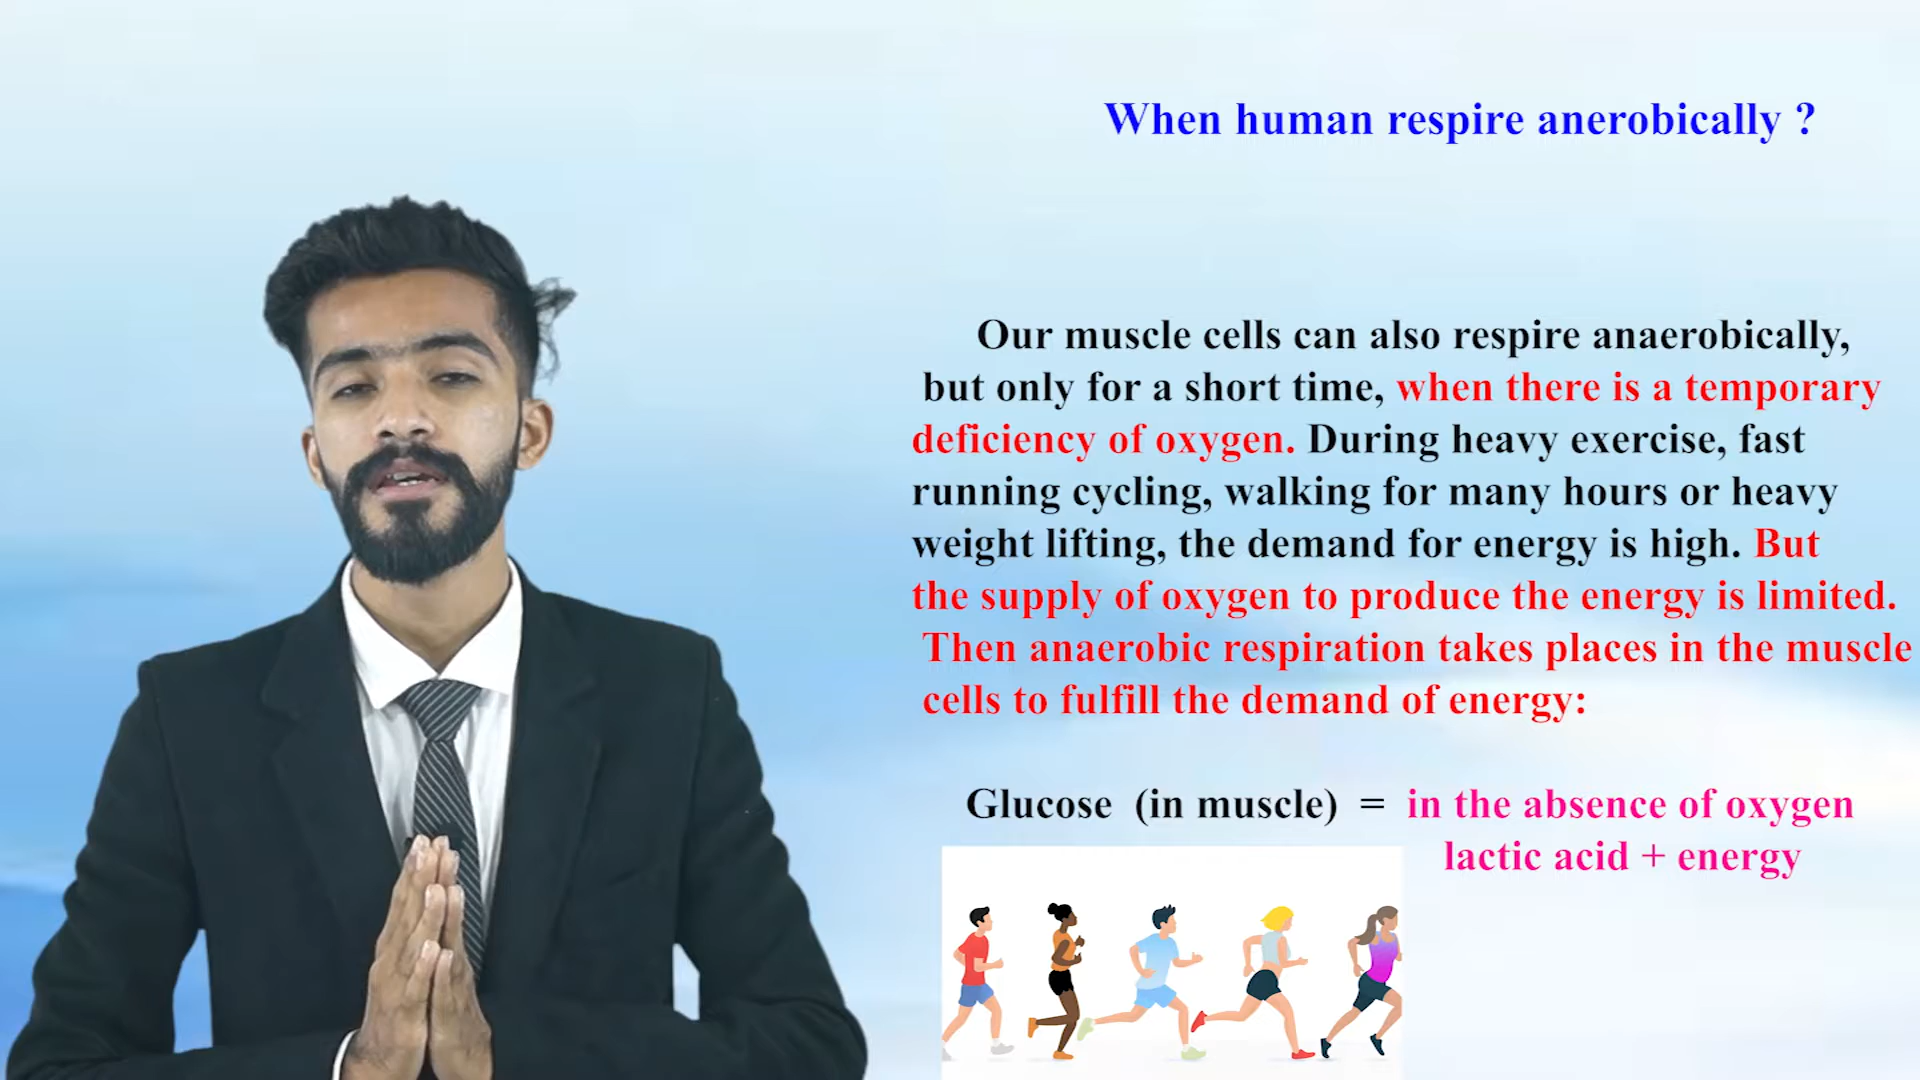 When human respire anerobically ?
Our muscle cells can also respire anaerobically,
but only for a short time, when there is a temporary
deficiency of oxygen. During heavy exercise, fast
running cycling, walking for many hours or heavy
weight lifting, the demand for energy is high. But
the supply of oxygen to produce the energy is limited.
Then anaerobic respiration takes places in the muscle
cells to fulfill the demand of energy:
Glucose (in muscle) = in the absence of oxygen
lactic acid + energy